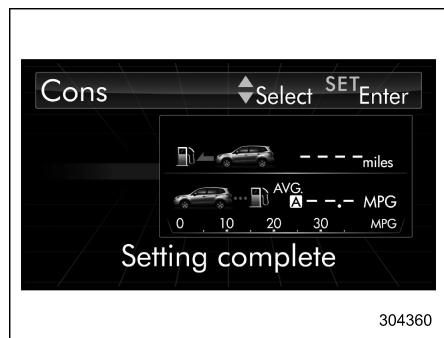 Cons Select SET Enter
---- miles
AVG.
A --.- MPG
0 10 20 30 MPG
Setting complete
304360